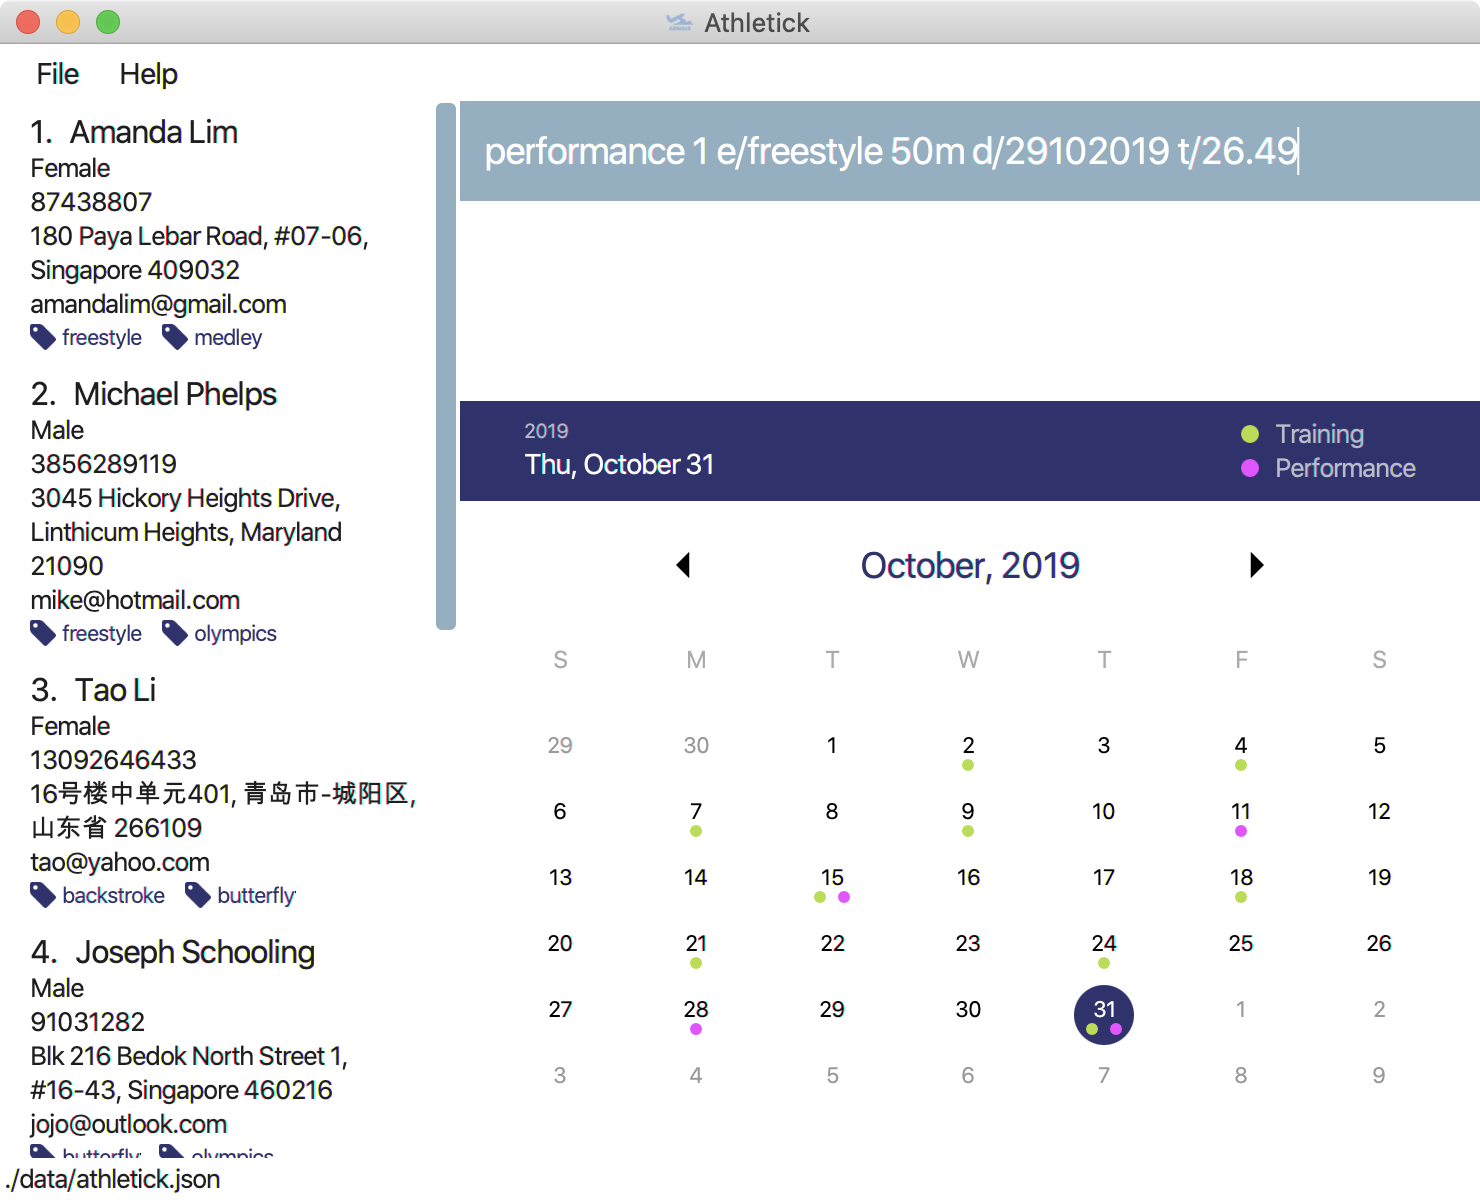 Athletick
File Help
1. Amanda Lim
Female
87438807
180 Paya Lebar Road, #07-06,
Singapore 409032
amandalim@gmail.com
freestyle medley
2. Michael Phelps
Male
3856289119
3045 Hickory Heights Drive,
Linthicum Heights, Maryland
21090
mike@hotmail.com
freestyle olympics
3. Tao Li
Female
13092646433
16号楼中单元401, 青岛市-城阳区,
山东省 266109
tao@yahoo.com
backstroke butterfly
4. Joseph Schooling
Male
91031282
Blk 216 Bedok North Street 1,
#16-43, Singapore 460216
jojo@outlook.com
butterfly olympics
./data/athletick.json
performance 1 e/freestyle 50m d/29102019 t/26.49
2019
Thu, October 31
Training
Performance
October, 2019
S M T W T F S
29 30 1 2 3 4 5
6 7 8 9 10 11 12
13 14 15 16 17 18 19
20 21 22 23 24 25 26
27 28 29 30 31 1 2
3 4 5 6 7 8 9